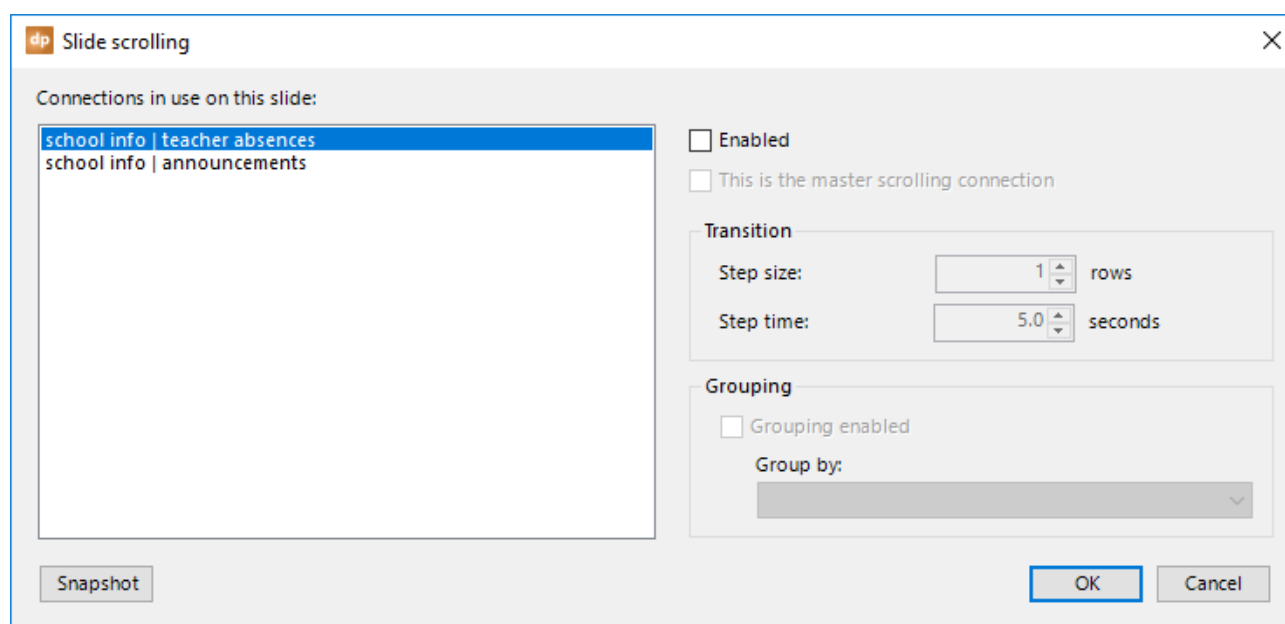 dp Slide scrolling
Connections in use on this slide:
school info | teacher absences
school info | announcements
Enabled
This is the master scrolling connection
Transition
Step size: 1 rows
Step time: 5.0 seconds
Grouping
Grouping enabled
Group by:
Snapshot OK Cancel